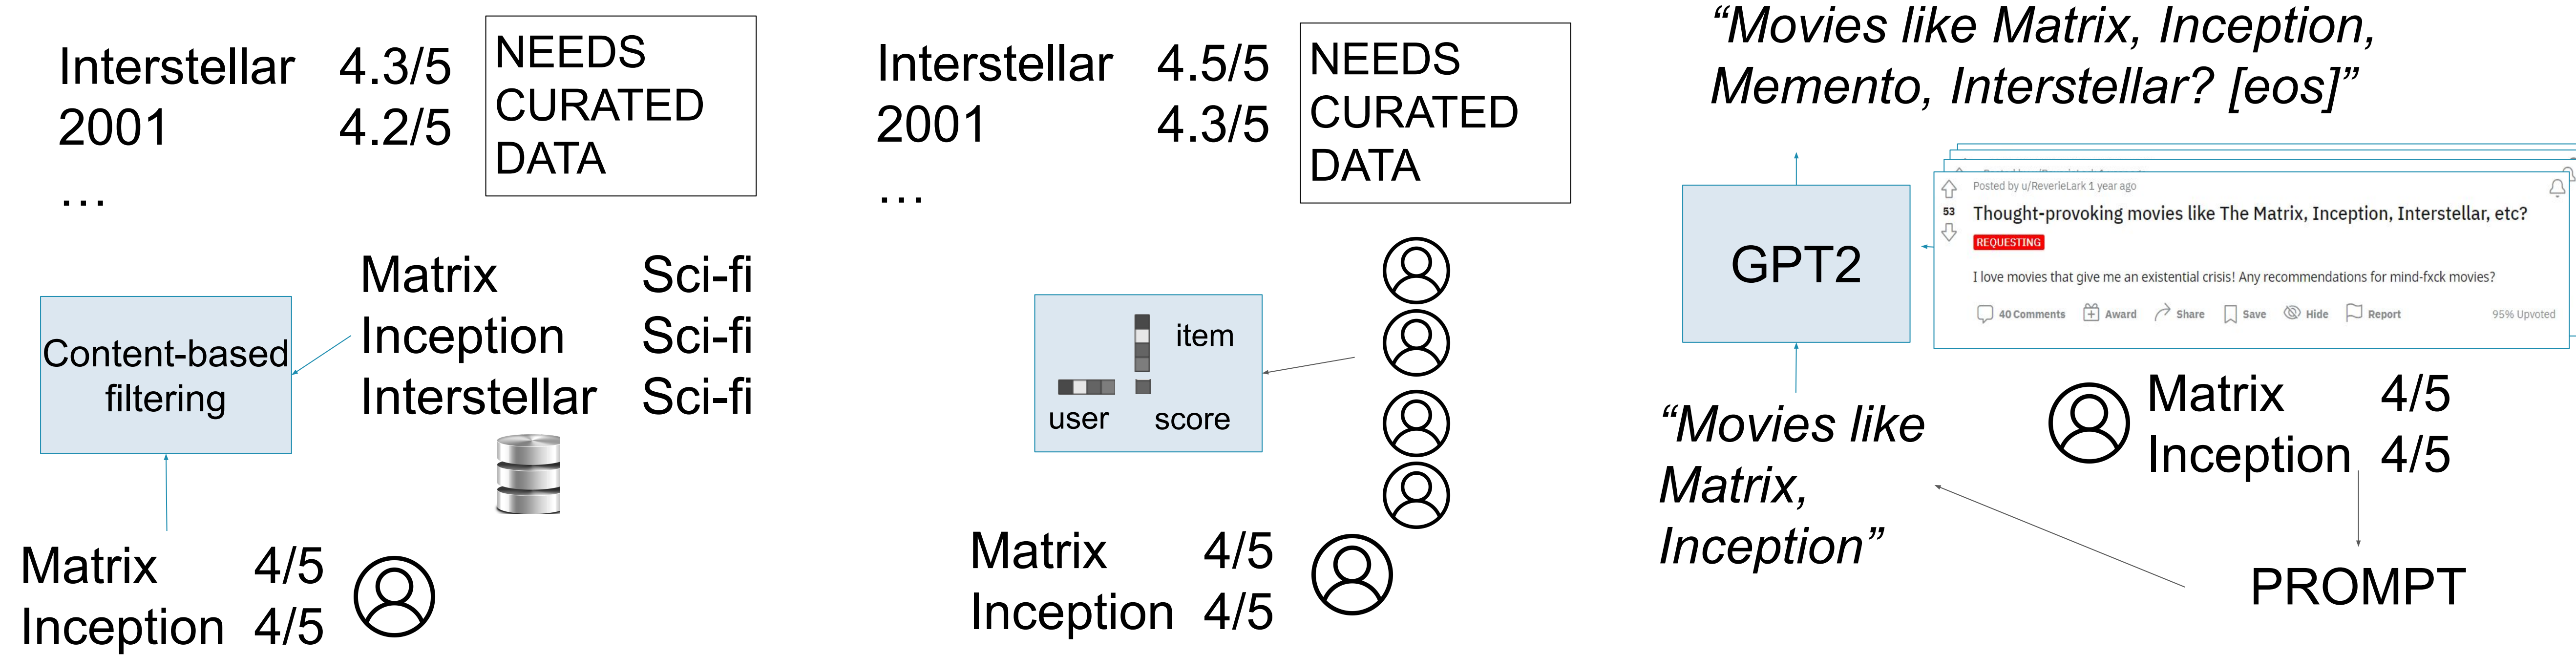 Interstellar 4.3/5
2001 4.2/5
…
NEEDS
CURATED
DATA
Matrix Sci-fi
Inception Sci-fi
Interstellar Sci-fi
Content-based
filtering
Matrix 4/5
Inception 4/5
Interstellar 4.5/5
2001 4.3/5
…
NEEDS
CURATED
DATA
item
user score
Matrix 4/5
Inception 4/5
“Movies like Matrix, Inception,
Memento, Interstellar? [eos]”
GPT2
Posted by u/ReverieLark 1 year ago
53 Thought-provoking movies like The Matrix, Inception, Interstellar, etc?
REQUESTING
I love movies that give me an existential crisis! Any recommendations for mind-fxck movies?
40 Comments Award Share Save Hide Report 95% Upvoted
“Movies like
Matrix,
Inception”
Matrix 4/5
Inception 4/5
PROMPT